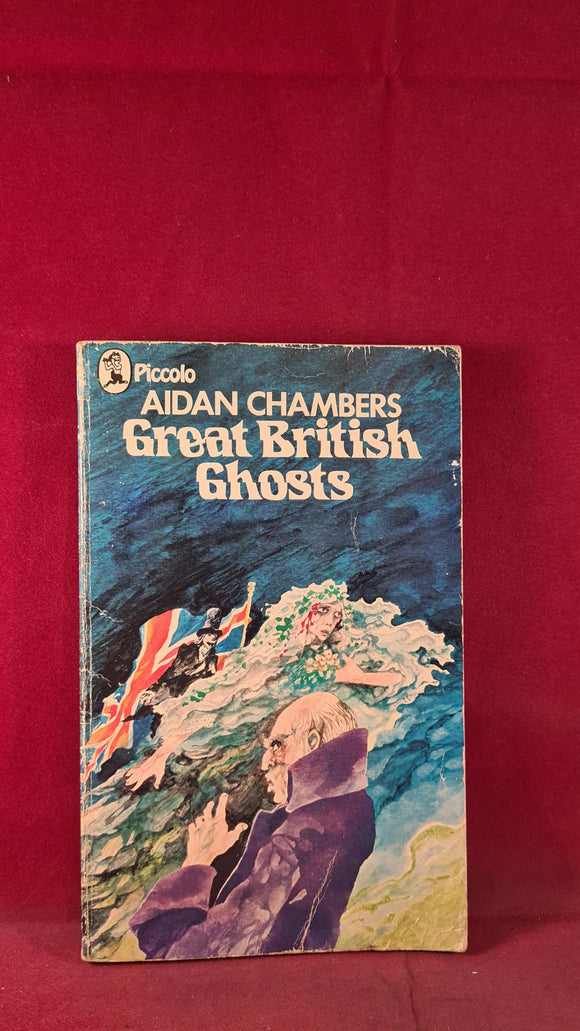 Piccolo
AIDAN CHAMBERS
Great British
Ghosts